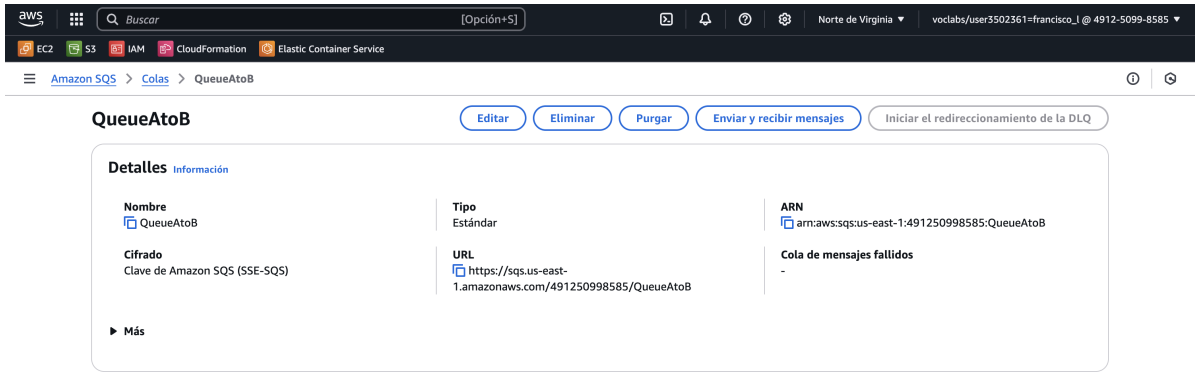 aws
Buscar [Opción+S]
Norte de Virginia ▼ voclabs/user3502361=francisco_l @ 4912-5099-8585 ▼
EC2 S3 IAM CloudFormation Elastic Container Service
Amazon SQS > Colas > QueueAtoB
QueueAtoB
Editar Eliminar Purgar Enviar y recibir mensajes Iniciar el redireccionamiento de la DLQ
Detalles Información
Nombre
QueueAtoB
Tipo
Estándar
ARN
arn:aws:sqs:us-east-1:491250998585:QueueAtoB
Cifrado
Clave de Amazon SQS (SSE-SQS)
URL
https://sqs.us-east-
1.amazonaws.com/491250998585/QueueAtoB
Cola de mensajes fallidos
-
Más